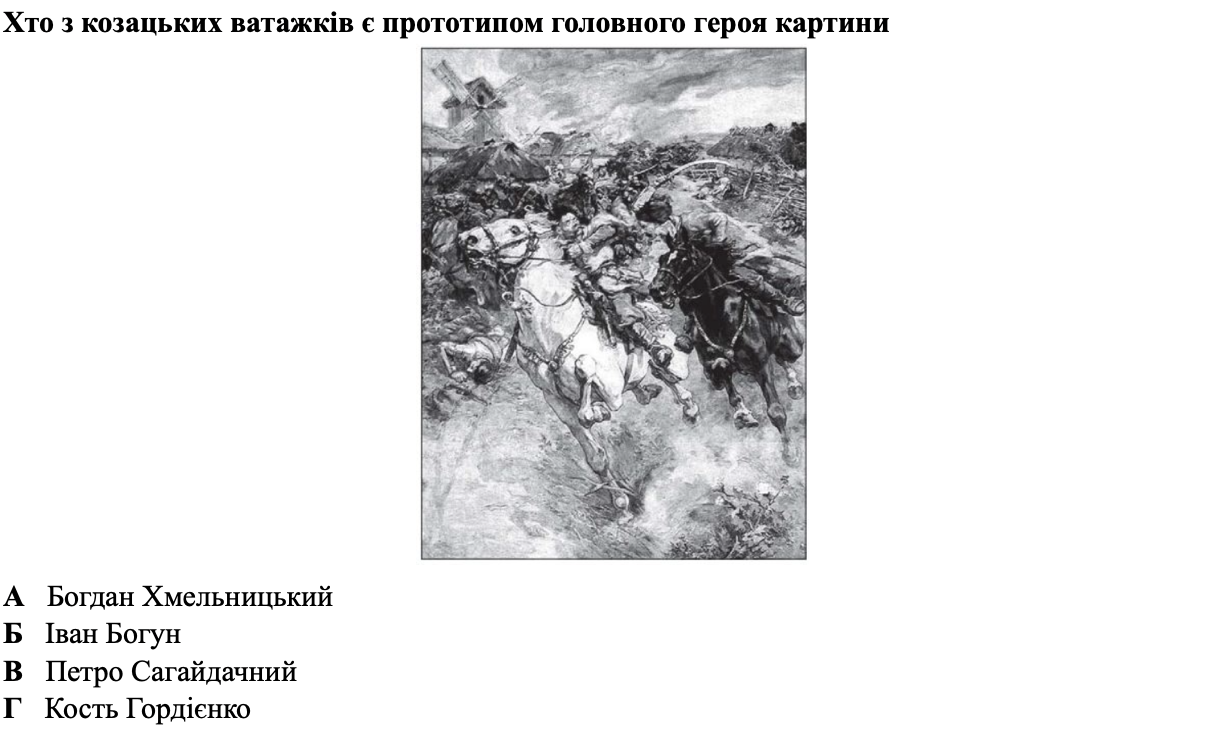 Хто з козацьких ватажків є прототипом головного героя картини
А Богдан Хмельницький
Б Іван Богун
В Петро Сагайдачний
Г Кость Гордієнко